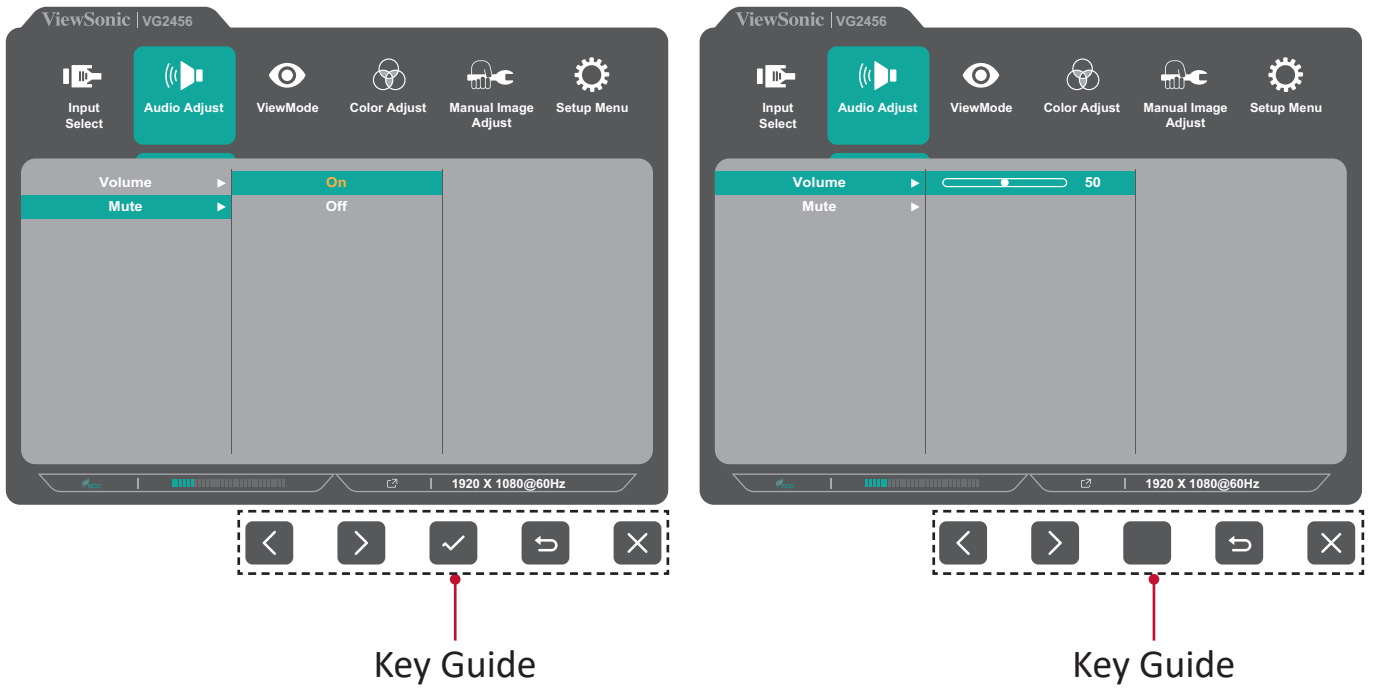 ViewSonic | VG2456
Input
Select
Audio Adjust
ViewMode
Color Adjust
Manual Image
Adjust
Setup Menu
Volume
On
Mute
Off
ECO
1920 X 1080@60Hz
Key Guide
ViewSonic | VG2456
Input
Select
Audio Adjust
ViewMode
Color Adjust
Manual Image
Adjust
Setup Menu
Volume
50
Mute
ECO
1920 X 1080@60Hz
Key Guide